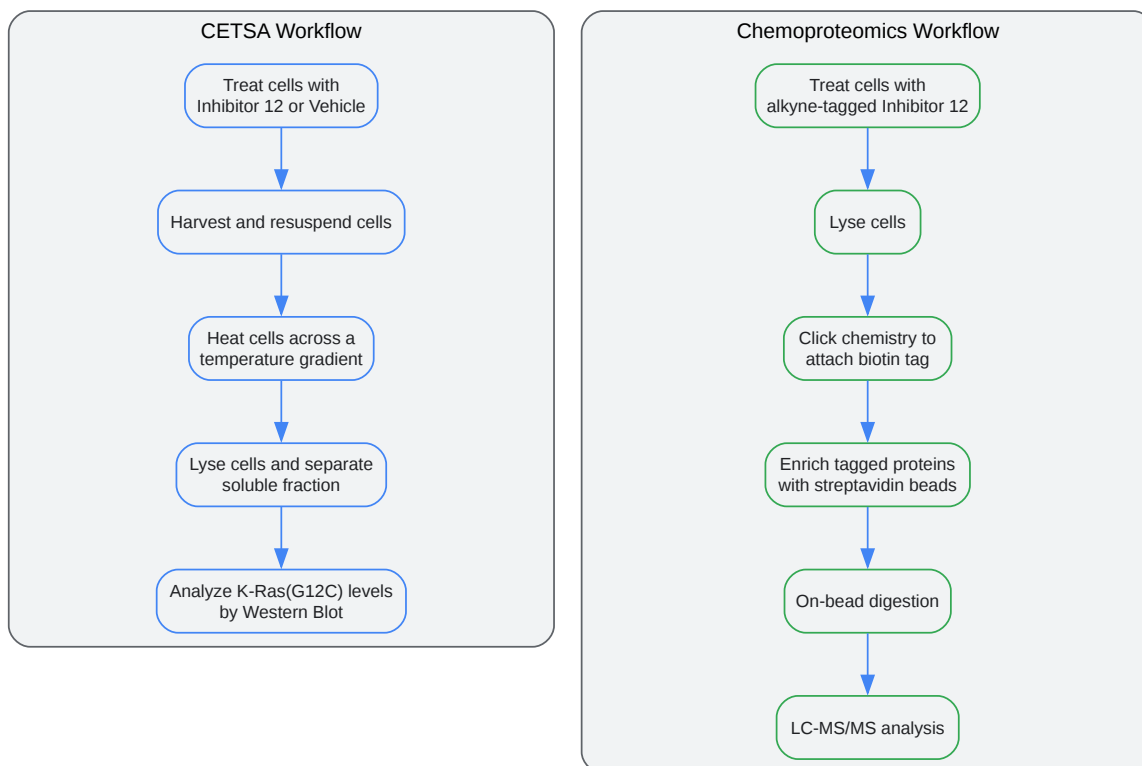 CETSA Workflow
Treat cells with
Inhibitor 12 or Vehicle
Harvest and resuspend cells
Heat cells across a
temperature gradient
Lyse cells and separate
soluble fraction
Analyze K-Ras(G12C) levels
by Western Blot
Chemoproteomics Workflow
Treat cells with
alkyne-tagged Inhibitor 12
Lyse cells
Click chemistry to
attach biotin tag
Enrich tagged proteins
with streptavidin beads
On-bead digestion
LC-MS/MS analysis